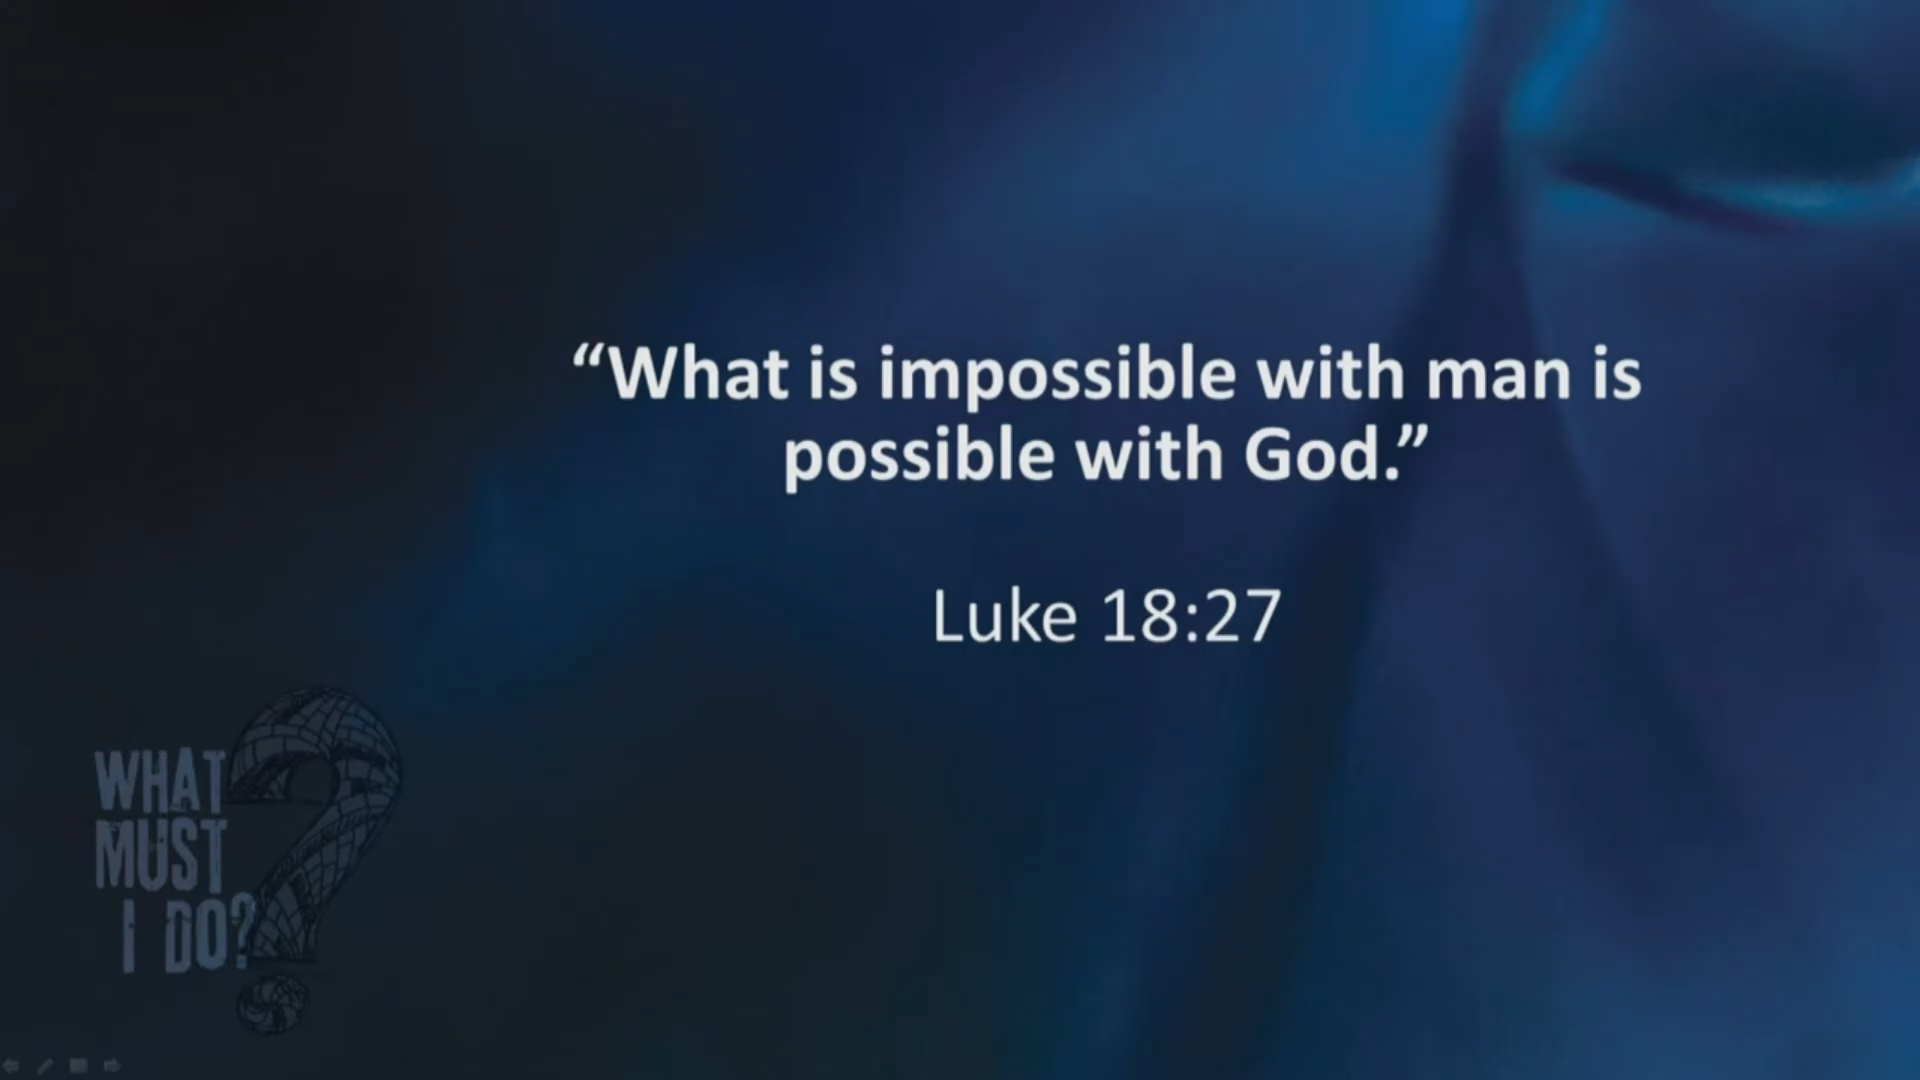 “What is impossible with man is
possible with God.”
Luke 18:27
WHAT
MUST
I DO?